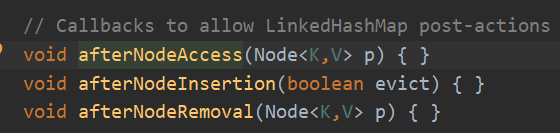 // Callbacks to allow LinkedHashMap post-actions
void afterNodeAccess(Node<K,V> p) { }
void afterNodeInsertion(boolean evict) { }
void afterNodeRemoval(Node<K,V> p) { }